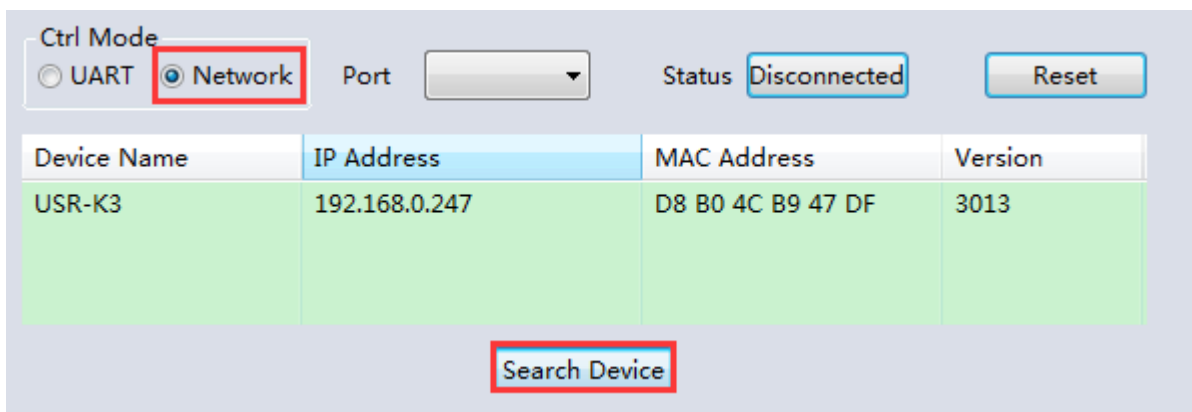 Ctrl Mode
UART Network Port Status Disconnected Reset
Device Name IP Address MAC Address Version
USR-K3 192.168.0.247 D8 B0 4C B9 47 DF 3013
Search Device